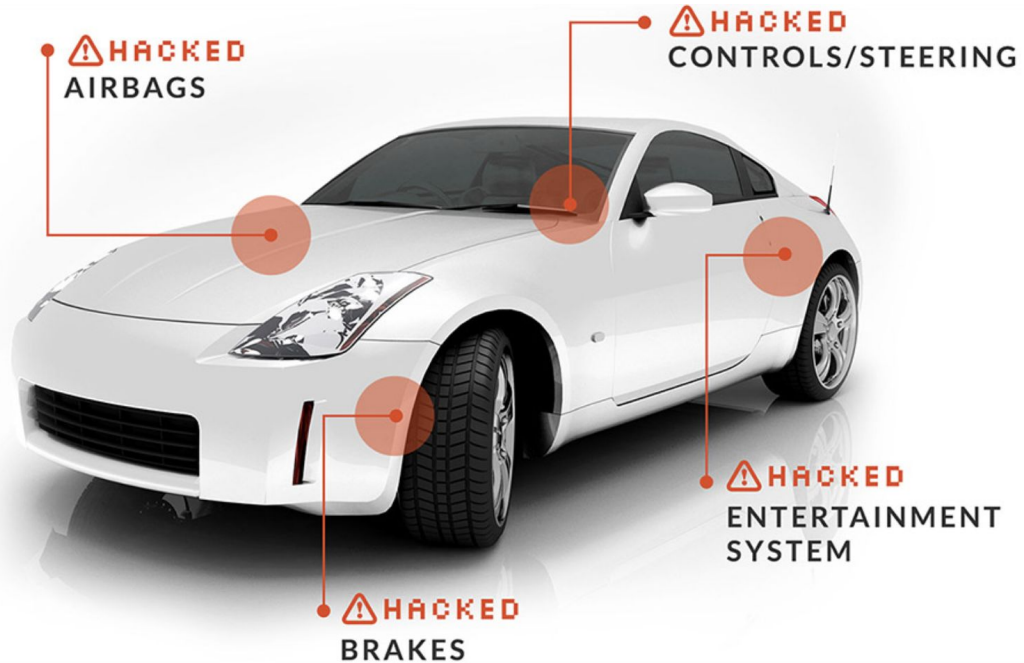 HACKED
AIRBAGS
HACKED
CONTROLS/STEERING
HACKED
ENTERTAINMENT
SYSTEM
HACKED
BRAKES